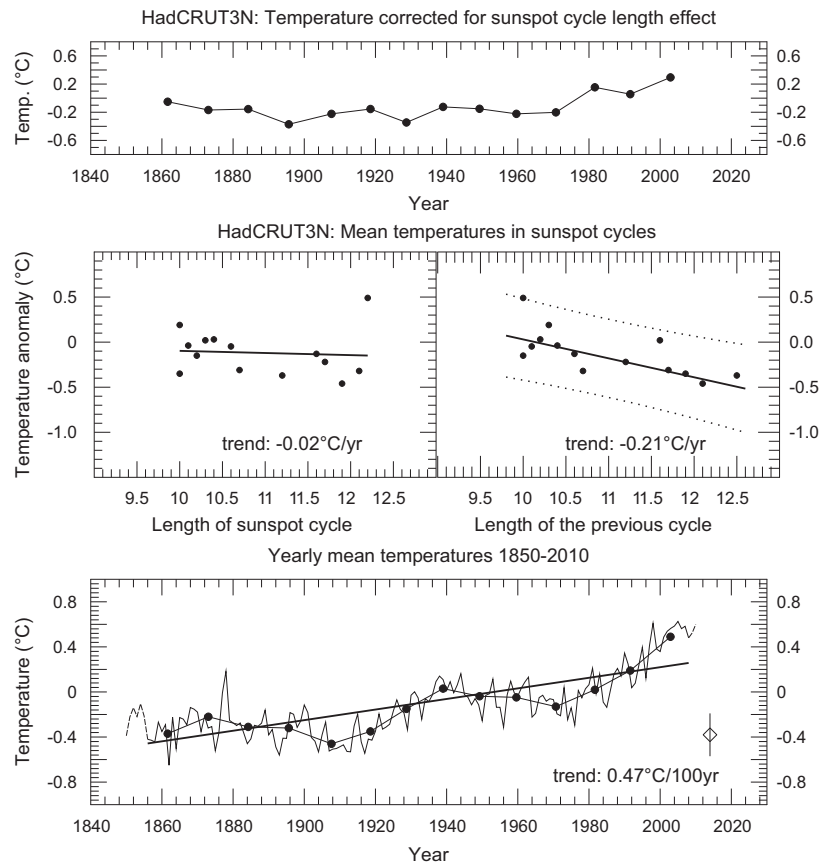 HadCRUT3N: Temperature corrected for sunspot cycle length effect
Temp. (°C)
0.6 0.6
0.2 0.2
-0.2 -0.2
-0.6 -0.6
1840 1860 1880 1900 1920 1940 1960 1980 2000 2020
Year
HadCRUT3N: Mean temperatures in sunspot cycles
Temperature anomaly (°C)
0.5 0.5
0 0
-0.5 -0.5
-1.0 -1.0
trend: -0.02°C/yr trend: -0.21°C/yr
9.5 10 10.5 11 11.5 12 12.5 9.5 10 10.5 11 11.5 12 12.5
Length of sunspot cycle Length of the previous cycle
Yearly mean temperatures 1850-2010
Temperature (°C)
0.8 0.8
0.4 0.4
0 0
-0.4 -0.4
-0.8 -0.8
trend: 0.47°C/100yr
1840 1860 1880 1900 1920 1940 1960 1980 2000 2020
Year